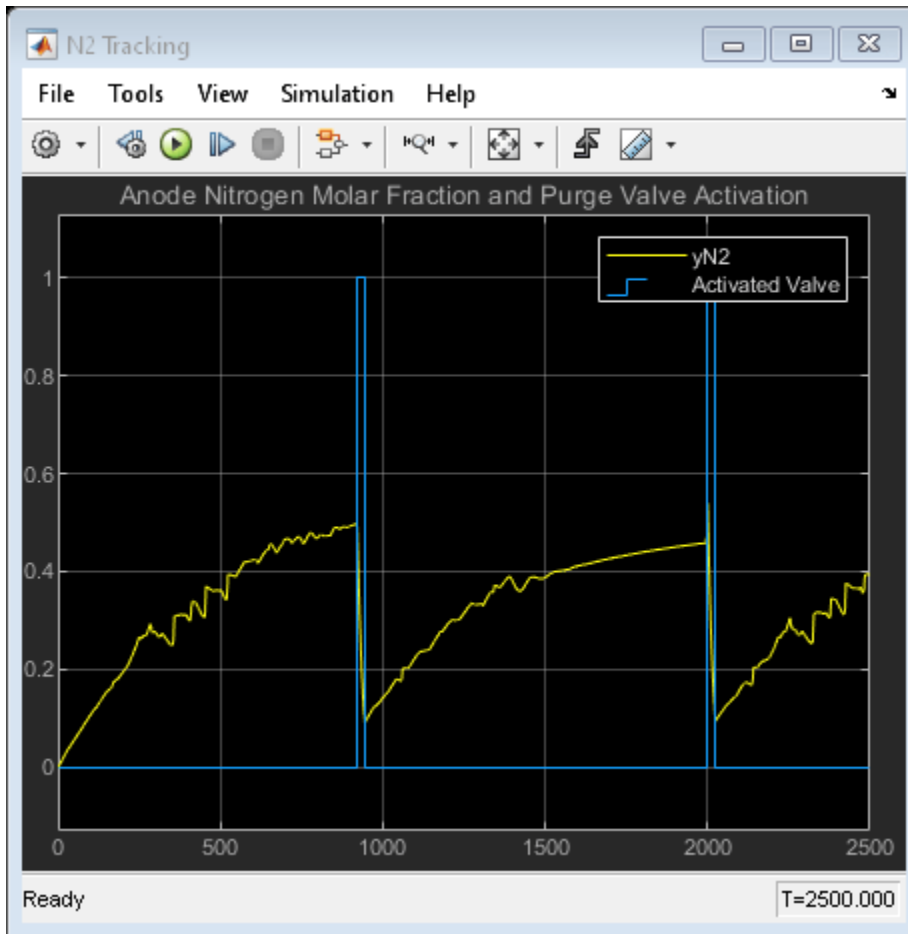 N2 Tracking
File Tools View Simulation Help
Anode Nitrogen Molar Fraction and Purge Valve Activation
yN2
Activated Valve
1
0.8
0.6
0.4
0.2
0
0 500 1000 1500 2000 2500
Ready T=2500.000